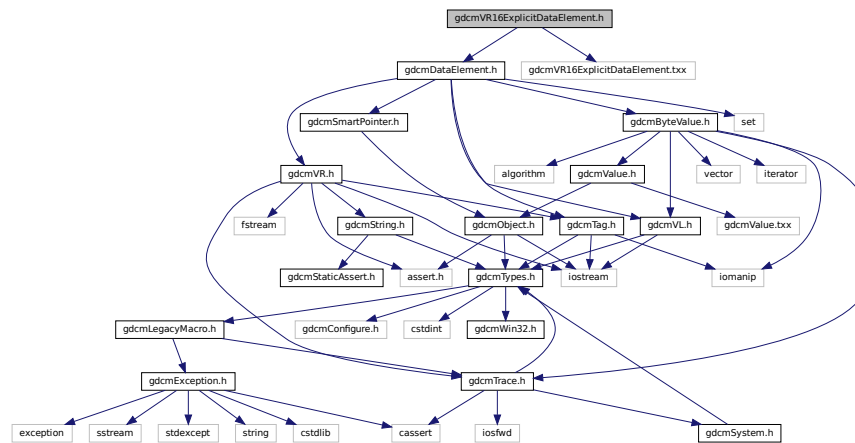 gdcmVR16ExplicitDataElement.h
gdcmDataElement.h
gdcmVR16ExplicitDataElement.txx
gdcmSmartPointer.h
gdcmByteValue.h
set
gdcmVR.h
algorithm
gdcmValue.h
vector
iterator
fstream
gdcmString.h
gdcmObject.h
gdcmTag.h
gdcmVL.h
gdcmValue.txx
gdcmStaticAssert.h
assert.h
gdcmTypes.h
iostream
iomanip
gdcmLegacyMacro.h
gdcmConfigure.h
cstdint
gdcmWin32.h
gdcmException.h
gdcmTrace.h
exception
sstream
stdexcept
string
cstdlib
cassert
iosfwd
gdcmSystem.h